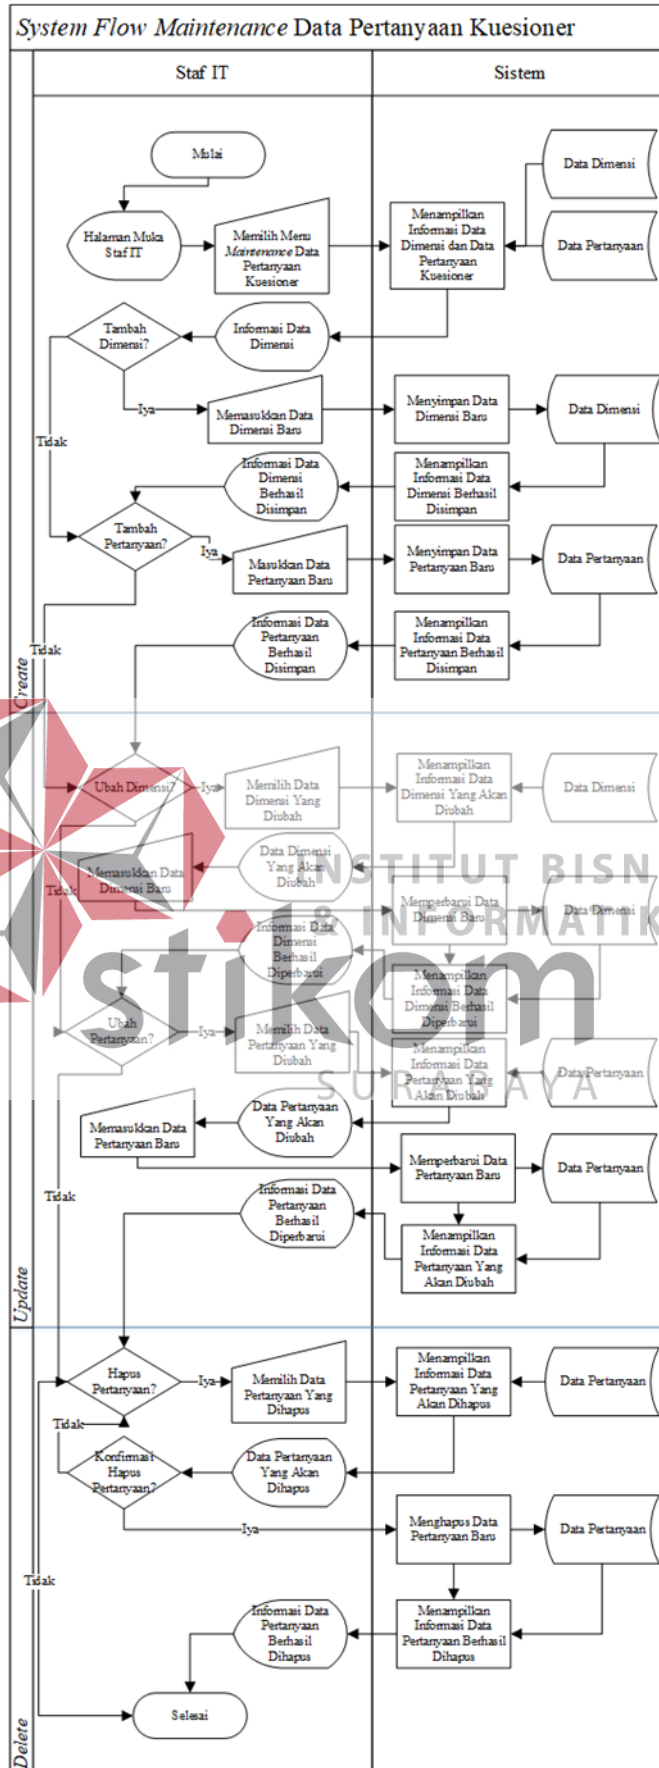 System Flow Maintenance Data Pertanyaan Kuesioner
Staf IT
Sistem
Mulai
Data Dimensi
Halaman Muka
Staf IT
Memilih Menu
Maintenance Data
Pertanyaan
Kuesioner
Menampilkan
Informasi Data
Dimensi dan Data
Pertanyaan
Kuesioner
Data Pertanyaan
Tambah
Dimensi?
Informasi Data
Dimensi
Iya
Memasukkan Data
Dimensi Baru
Menyimpan Data
Dimensi Baru
Data Dimensi
Tidak
Informasi Data
Dimensi
Berhasil
Disimpan
Menampilkan
Informasi Data
Dimensi Berhasil
Disimpan
Tambah
Pertanyaan?
Iya
Masukkan Data
Pertanyaan Baru
Menyimpan Data
Pertanyaan Baru
Data Pertanyaan
Tidak
Informasi Data
Pertanyaan
Berhasil
Disimpan
Menampilkan
Informasi Data
Pertanyaan Berhasil
Disimpan
Create
Ubah Dimensi?
Iya
Memilih Data
Dimensi Yang
Diubah
Menampilkan
Informasi Data
Dimensi Yang Akan
Diubah
Data Dimensi
Memasukkan Data
Dimensi Baru
Data Dimensi
Yang Akan
Diubah
Tidak
Memperbarui Data
Dimensi Baru
Data Dimensi
INSTITUT BISN
& INFORMATIK
stikom
SURABAYA
Informasi Data
Dimensi
Berhasil
Diperbarui
Menampilkan
Informasi Data
Dimensi Berhasil
Diperbarui
Ubah
Pertanyaan?
Iya
Memilih Data
Pertanyaan Yang
Diubah
Menampilkan
Informasi Data
Pertanyaan Yang
Akan Diubah
Data Pertanyaan
Memasukkan Data
Pertanyaan Baru
Data Pertanyaan
Yang Akan
Diubah
Memperbarui Data
Pertanyaan Baru
Data Pertanyaan
Tidak
Informasi Data
Pertanyaan
Berhasil
Diperbarui
Menampilkan
Informasi Data
Pertanyaan Yang
Akan Diubah
Update
Hapus
Pertanyaan?
Iya
Memilih Data
Pertanyaan Yang
Dihapus
Menampilkan
Informasi Data
Pertanyaan Yang
Akan Dihapus
Data Pertanyaan
Tidak
Konfirmasi
Hapus
Pertanyaan?
Data Pertanyaan
Yang Akan
Dihapus
Iya
Menghapus Data
Pertanyaan Baru
Data Pertanyaan
Tidak
Informasi Data
Pertanyaan
Berhasil
Dihapus
Menampilkan
Informasi Data
Pertanyaan Berhasil
Dihapus
Selesai
Delete